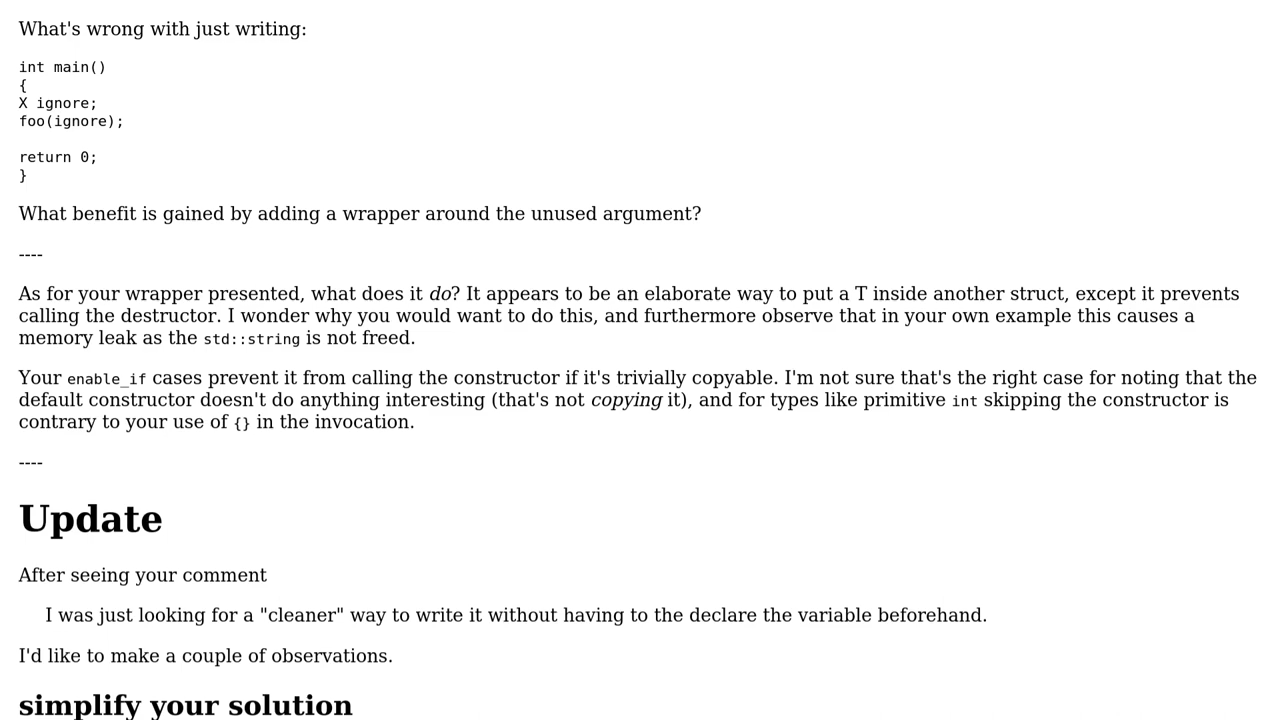 What's wrong with just writing:
int main()
{
X ignore;
foo(ignore);
return 0;
}
What benefit is gained by adding a wrapper around the unused argument?
----
As for your wrapper presented, what does it do? It appears to be an elaborate way to put a T inside another struct, except it prevents
calling the destructor. I wonder why you would want to do this, and furthermore observe that in your own example this causes a
memory leak as the std::string is not freed.
Your enable_if cases prevent it from calling the constructor if it's trivially copyable. I'm not sure that's the right case for noting that the
default constructor doesn't do anything interesting (that's not copying it), and for types like primitive int skipping the constructor is
contrary to your use of {} in the invocation.
----
Update
After seeing your comment
I was just looking for a "cleaner" way to write it without having to the declare the variable beforehand.
I'd like to make a couple of observations.
simplify your solution